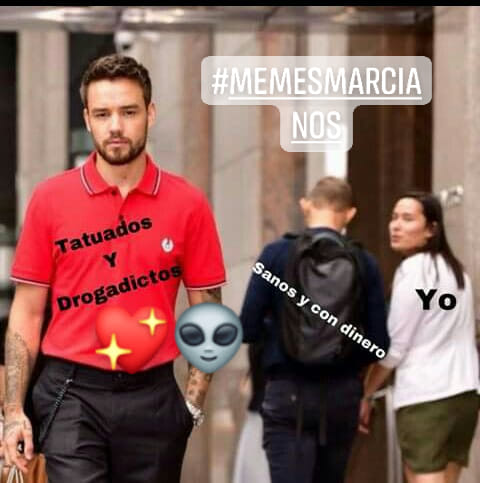 #MEMESMARCIA
NOS
Tatuados
Y
Drogadictos
Sanos y con dinero
Yo